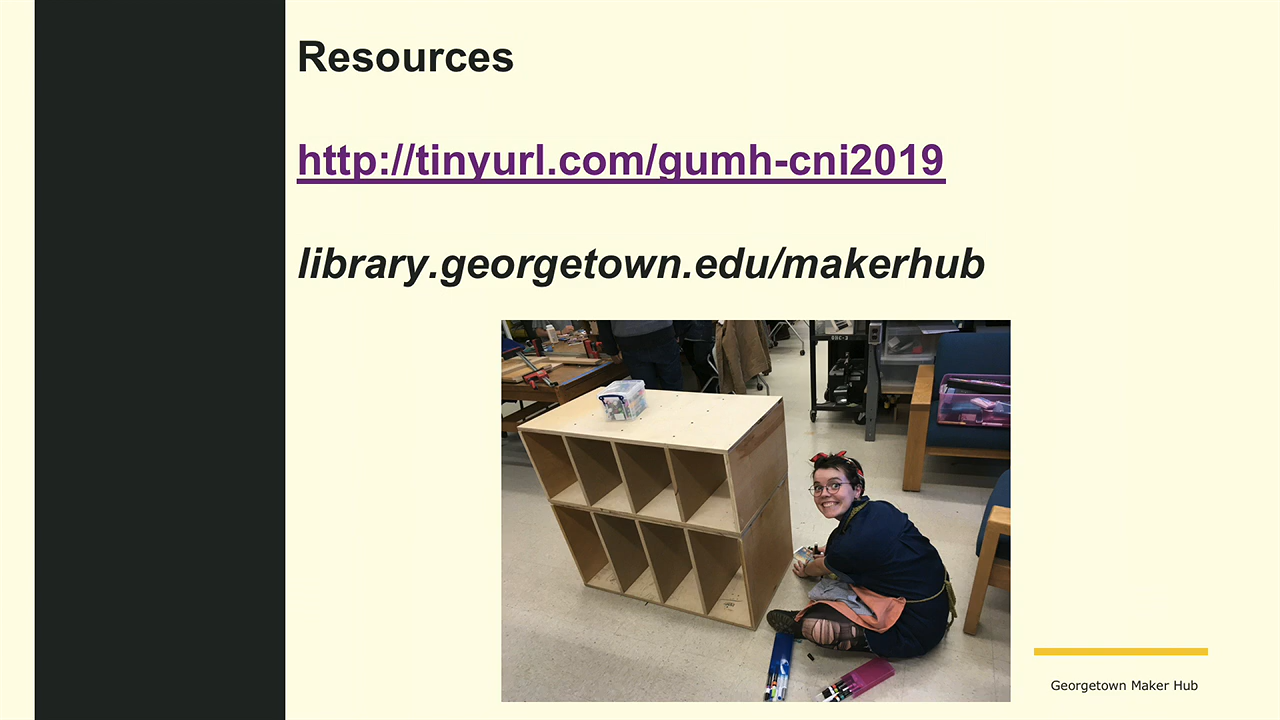 Resources
http://tinyurl.com/gumh-cni2019
library.georgetown.edu/makerhub
Georgetown Maker Hub